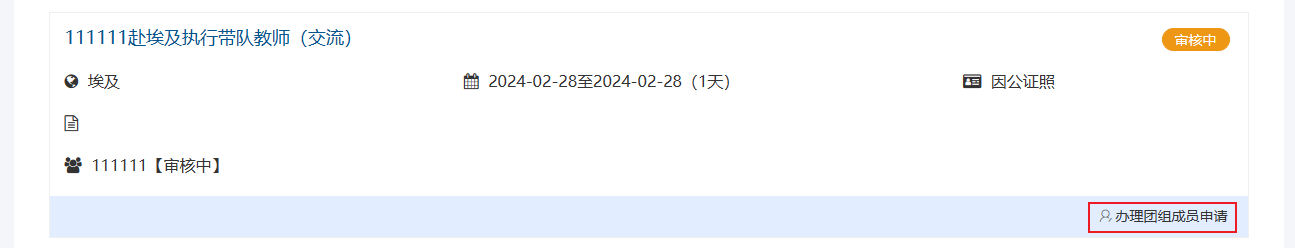 111111赴埃及执行带队教师（交流）
审核中
埃及
2024-02-28至2024-02-28（1天）
因公证照
111111【审核中】
办理团组成员申请